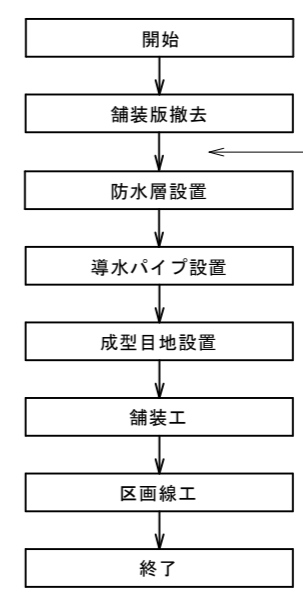 開始
舗装版撤去
防水層設置
導水パイプ設置
成型目地設置
舗装工
区画線工
終了